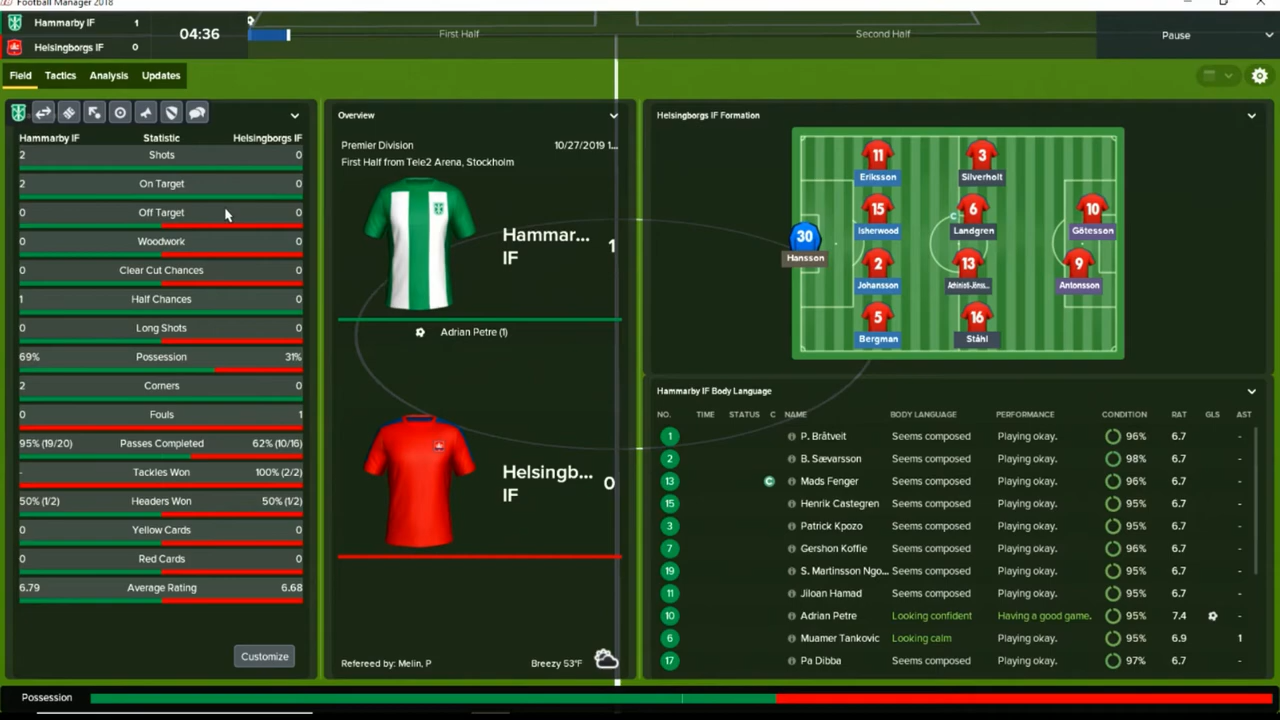 Football Manager 2018
Hammarby IF 1
Helsingborgs IF 0
04:36
First Half
Second Half
Pause
Field Tactics Analysis Updates
Hammarby IF Statistic Helsingborgs IF
2 Shots 0
2 On Target 0
0 Off Target 0
0 Woodwork 0
0 Clear Cut Chances 0
1 Half Chances 0
0 Long Shots 0
69% Possession 31%
2 Corners 0
0 Fouls 1
95% (19/20) Passes Completed 62% (10/16)
- Tackles Won 100% (2/2)
50% (1/2) Headers Won 50% (1/2)
0 Yellow Cards 0
0 Red Cards 0
6.79 Average Rating 6.68
Customize
Overview
Premier Division 10/27/2019 1...
First Half from Tele2 Arena, Stockholm
Hammar...
IF
1
Adrian Petre (1)
Helsingb...
IF
0
Refereed by: Melin, P Breezy 53°F
Helsingborgs IF Formation
11
Eriksson
3
Silverholt
15
Isherwood
6
Landgren
10
Götesson
30
Hansson
2
Johansson
13
9
Antonsson
5
Bergman
16
Ståhl
C
Hammarby IF Body Language
NO. TIME STATUS C NAME BODY LANGUAGE PERFORMANCE CONDITION RAT GLS AST
1 P. Bråtveit Seems composed Playing okay. 96% 6.7 -
2 B. Sævarsson Seems composed Playing okay. 98% 6.7 -
13 C Mads Fenger Seems composed Playing okay. 96% 6.7 -
15 Henrik Castegren Seems composed Playing okay. 95% 6.7 -
3 Patrick Kpozo Seems composed Playing okay. 95% 6.7 -
7 Gershon Koffie Seems composed Playing okay. 96% 6.7 -
19 S. Martinsson Ngo... Seems composed Playing okay. 95% 6.7 -
11 Jiloan Hamad Seems composed Playing okay. 95% 6.7 -
10 Adrian Petre Looking confident Having a good game. 95% 7.4 -
6 Muamer Tankovic Looking calm Playing okay. 95% 6.9 1
17 Pa Dibba Seems composed Playing okay. 97% 6.7 -
Possession